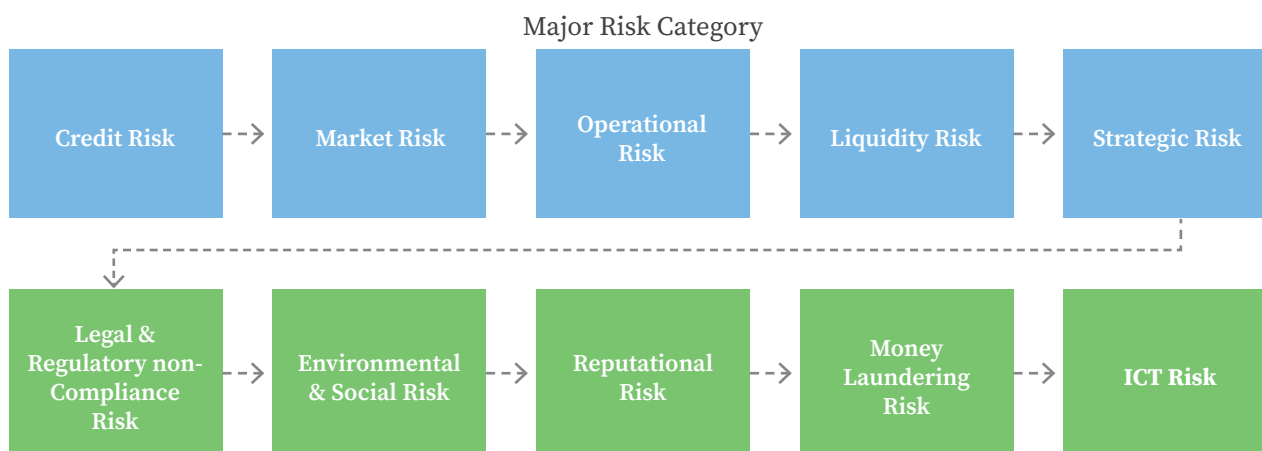 Major Risk Category
Credit Risk
Market Risk
Operational
Risk
Liquidity Risk
Strategic Risk
Legal &
Regulatory non-
Compliance
Risk
Environmental
& Social Risk
Reputational
Risk
Money
Laundering
Risk
ICT Risk